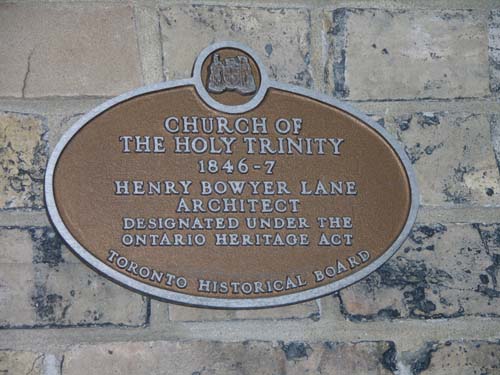 CHURCH OF
THE HOLY TRINITY
1846-7
HENRY BOWYER LANE
ARCHITECT
DESIGNATED UNDER THE
ONTARIO HERITAGE ACT
TORONTO HISTORICAL BOARD